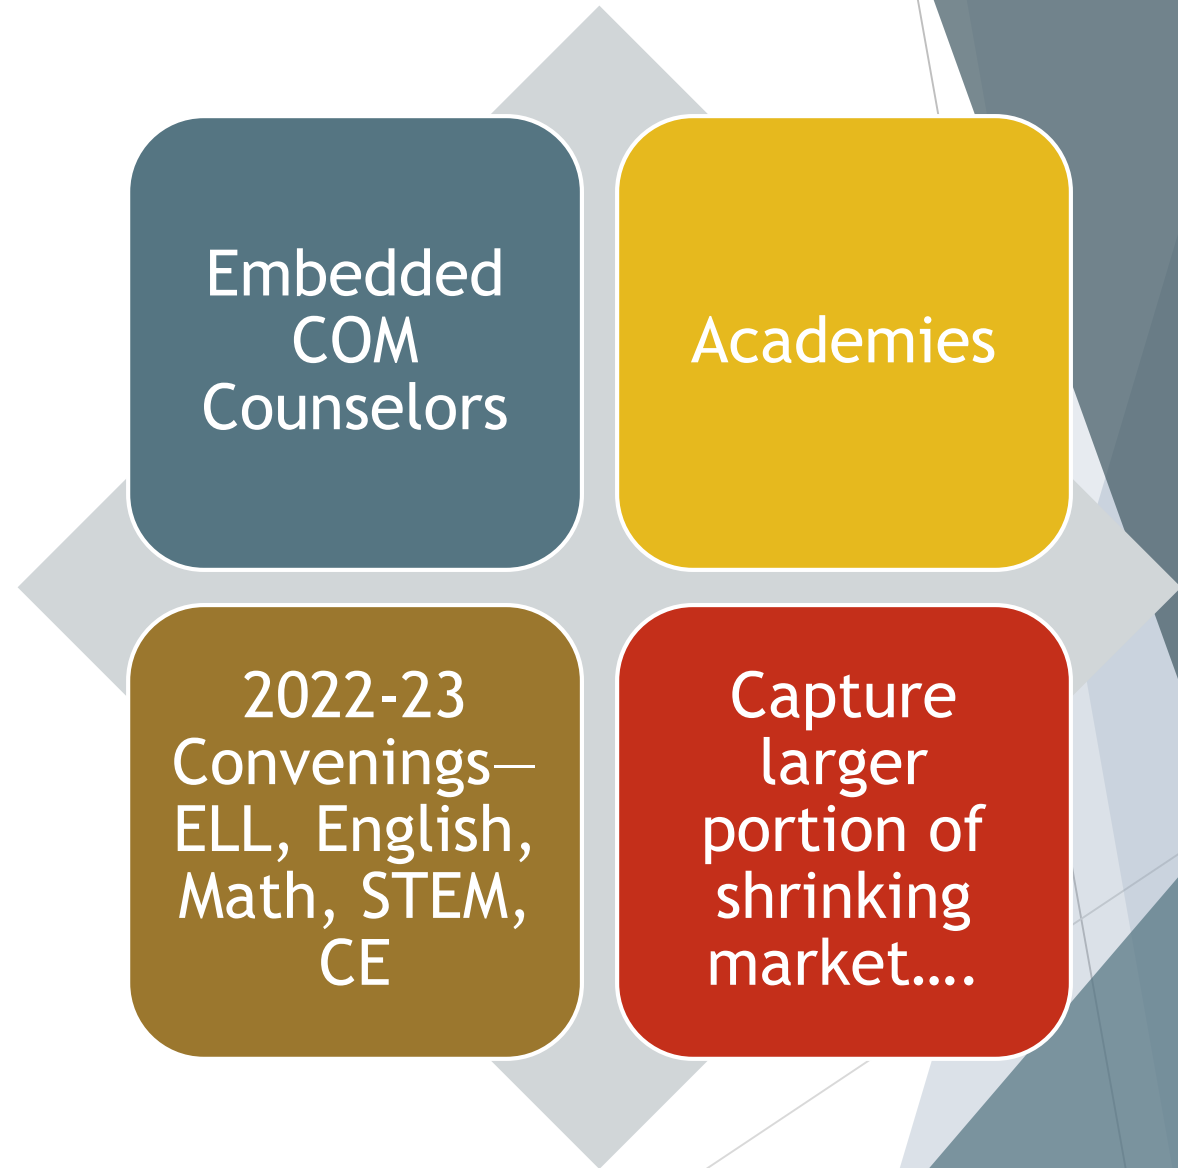 Embedded
COM
Counselors
Academies
2022-23
Convenings—
ELL, English,
Math, STEM,
CE
Capture
larger
portion of
shrinking
market….